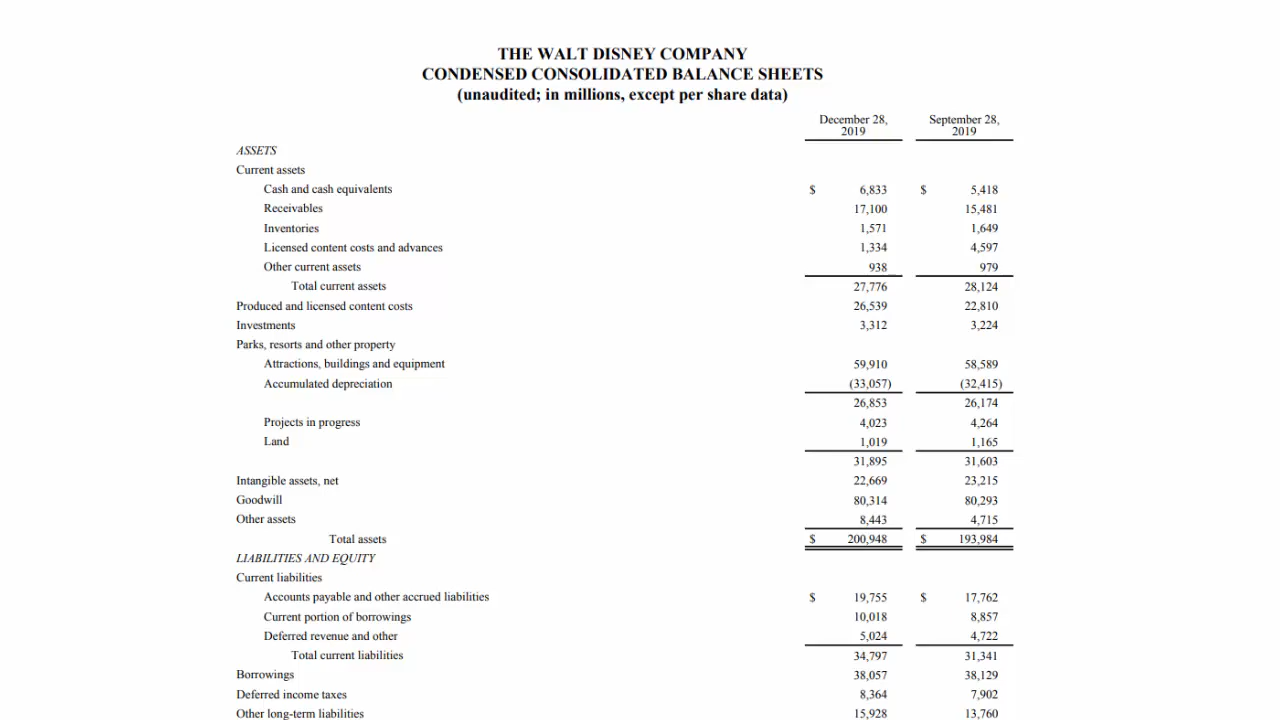 THE WALT DISNEY COMPANY
CONDENSED CONSOLIDATED BALANCE SHEETS
(unaudited; in millions, except per share data)
December 28, 2019 September 28, 2019
ASSETS
Current assets
Cash and cash equivalents $ 6,833 $ 5,418
Receivables 17,100 15,481
Inventories 1,571 1,649
Licensed content costs and advances 1,334 4,597
Other current assets 938 979
Total current assets 27,776 28,124
Produced and licensed content costs 26,539 22,810
Investments 3,312 3,224
Parks, resorts and other property
Attractions, buildings and equipment 59,910 58,589
Accumulated depreciation (33,057) (32,415)
26,853 26,174
Projects in progress 4,023 4,264
Land 1,019 1,165
31,895 31,603
Intangible assets, net 22,669 23,215
Goodwill 80,314 80,293
Other assets 8,443 4,715
Total assets $ 200,948 $ 193,984
LIABILITIES AND EQUITY
Current liabilities
Accounts payable and other accrued liabilities $ 19,755 $ 17,762
Current portion of borrowings 10,018 8,857
Deferred revenue and other 5,024 4,722
Total current liabilities 34,797 31,341
Borrowings 38,057 38,129
Deferred income taxes 8,364 7,902
Other long-term liabilities 15,928 13,760